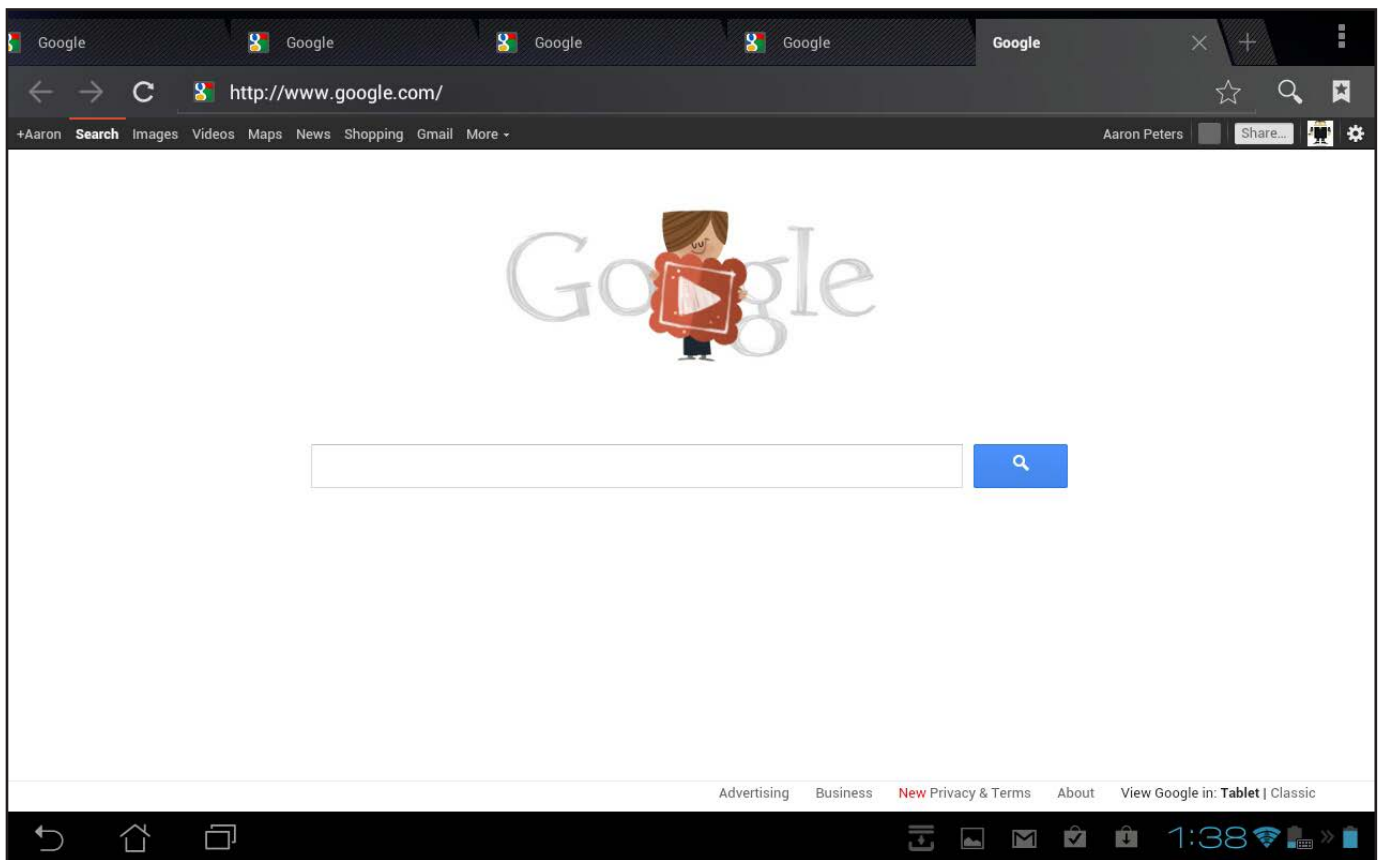 Google Google Google Google Google
http://www.google.com/
+Aaron Search Images Videos Maps News Shopping Gmail More Aaron Peters Share...
Google
Advertising Business New Privacy & Terms About View Google in: Tablet | Classic
1:38